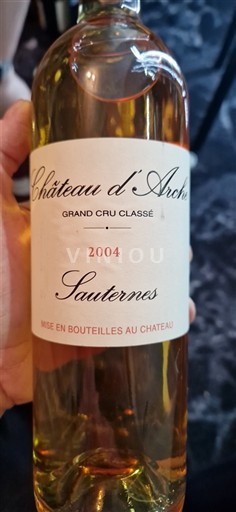 Château d'Arche
GRAND CRU CLASSÉ
2004
VINIOU
Sauternes
MISE EN BOUTEILLES AU CHATEAU